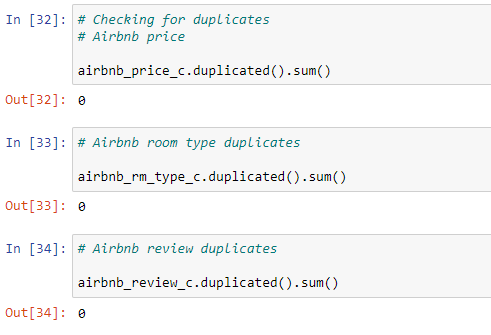 In [32]: # Checking for duplicates
# Airbnb price
airbnb_price_c.duplicated().sum()
Out[32]: 0
In [33]: # Airbnb room type duplicates
airbnb_rm_type_c.duplicated().sum()
Out[33]: 0
In [34]: # Airbnb review duplicates
airbnb_review_c.duplicated().sum()
Out[34]: 0